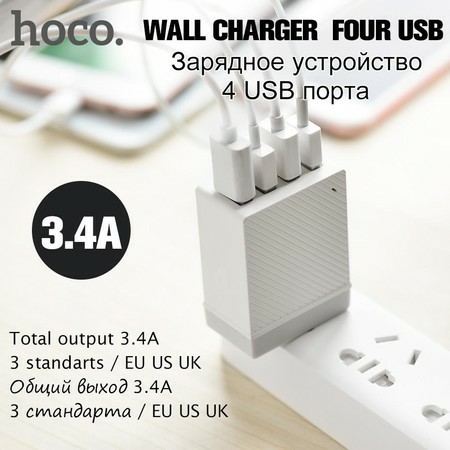 hoco.
WALL CHARGER FOUR USB
Зарядное устройство
4 USB порта
3.4A
Total output 3.4A
3 standarts / EU US UK
Общий выход 3.4A
3 стандарта / EU US UK